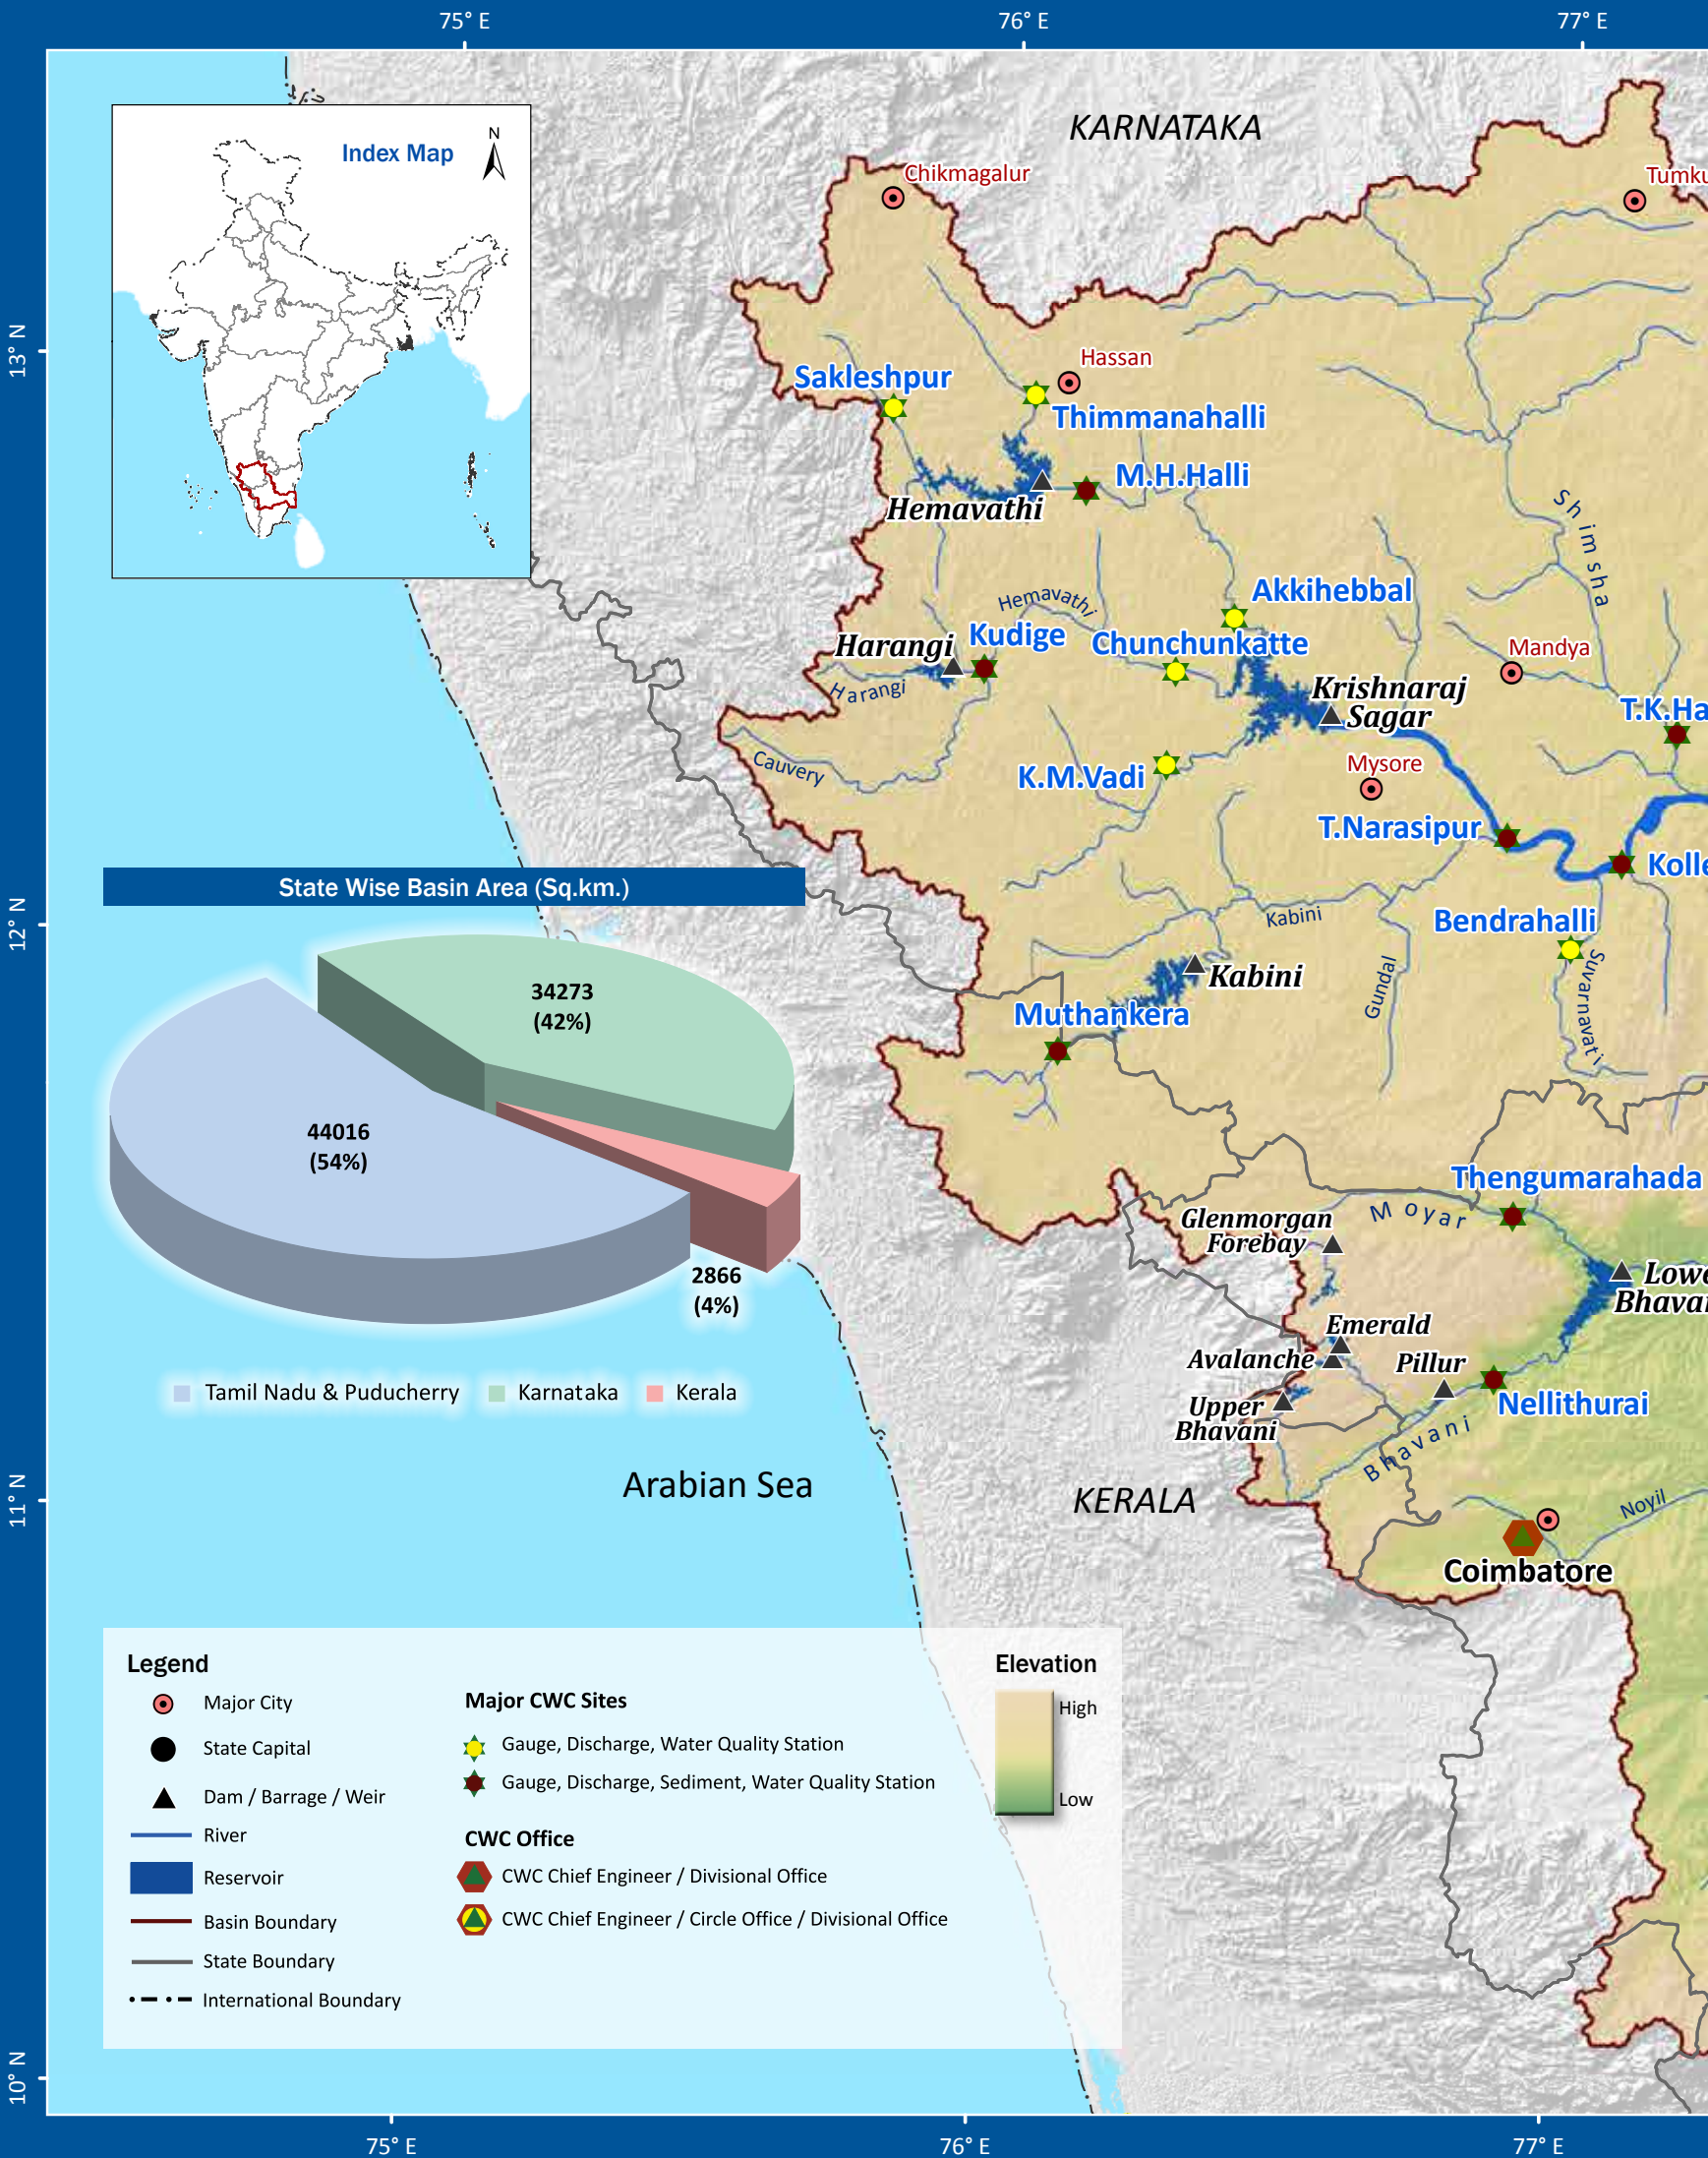 75° E
76° E
77° E
KARNATAKA
N
Index Map
Chikmagalur
Tumku
13° N
Hassan
Sakleshpur
Thimmanahalli
M.H.Halli
Hemavathi
Shimsha
Akkihebbal
Hemavathi
Kudige
Chunchunkatte
Harangi
Mandya
Harangi
Krishnaraj
Sagar
T.K.Ha
Cauvery
Mysore
K.M.Vadi
T.Narasipur
Kolle
State Wise Basin Area (Sq.km.)
12° N
Kabini
Bendrahalli
Kabini
Gundal
Suvarnavati
34273
(42%)
Muthankera
44016
(54%)
Thengumarahada
Moyar
Glenmorgan
Forebay
2866
(4%)
Lowe
Bhavan
Emerald
Avalanche
Pillur
Tamil Nadu & Puducherry
Karnataka
Kerala
Upper
Bhavani
Nellithurai
Bhavani
Arabian Sea
KERALA
11° N
Noyil
Coimbatore
Legend
Major City
State Capital
Dam / Barrage / Weir
River
Reservoir
Basin Boundary
State Boundary
International Boundary
Major CWC Sites
Gauge, Discharge, Water Quality Station
Gauge, Discharge, Sediment, Water Quality Station
CWC Office
CWC Chief Engineer / Divisional Office
CWC Chief Engineer / Circle Office / Divisional Office
Elevation
High
Low
10° N
75° E
76° E
77° E